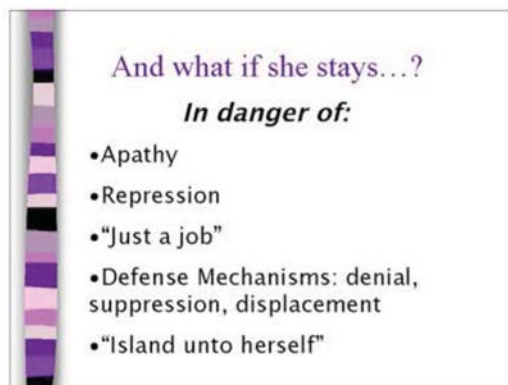 And what if she stays…?
In danger of:
•Apathy
•Repression
•“Just a job”
•Defense Mechanisms: denial,
suppression, displacement
•“Island unto herself”